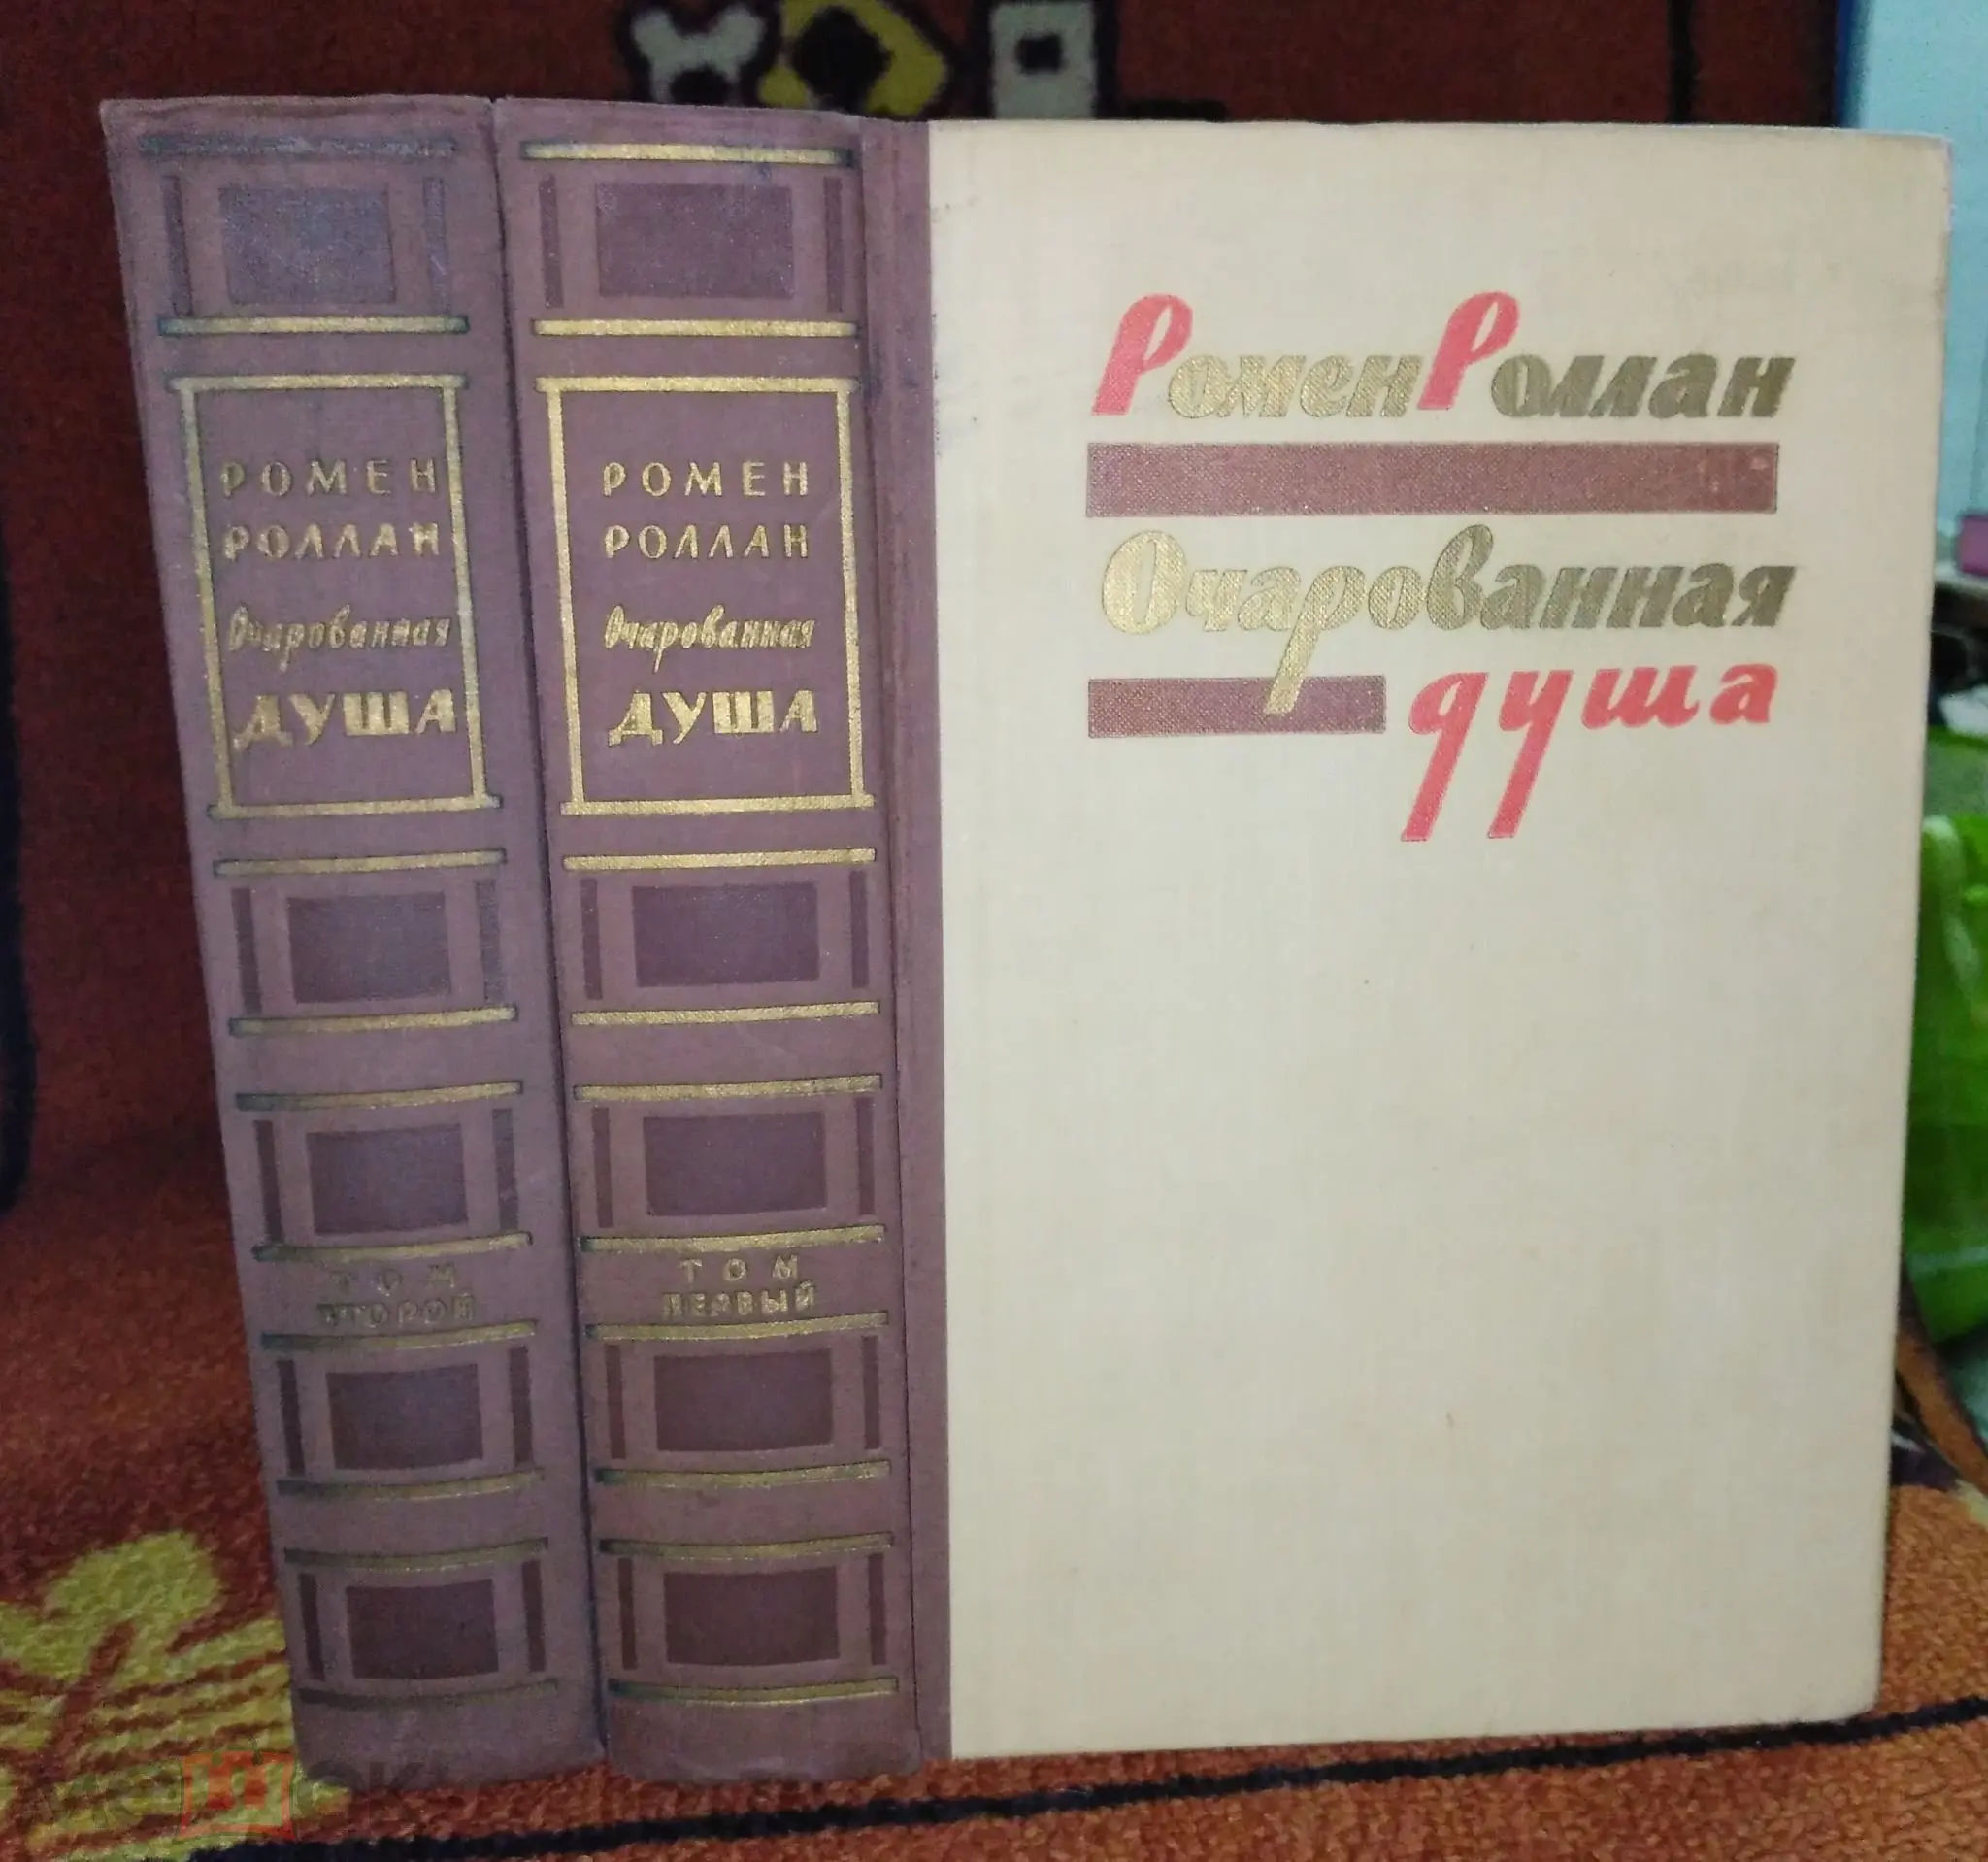 РОМЕН
РОЛЛАН
Очарованная
ДУША
ТОМ
ВТОРОЙ
РОМЕН
РОЛЛАН
Очарованная
ДУША
ТОМ
ПЕРВЫЙ
Ромен Роллан
Очарованная
душа